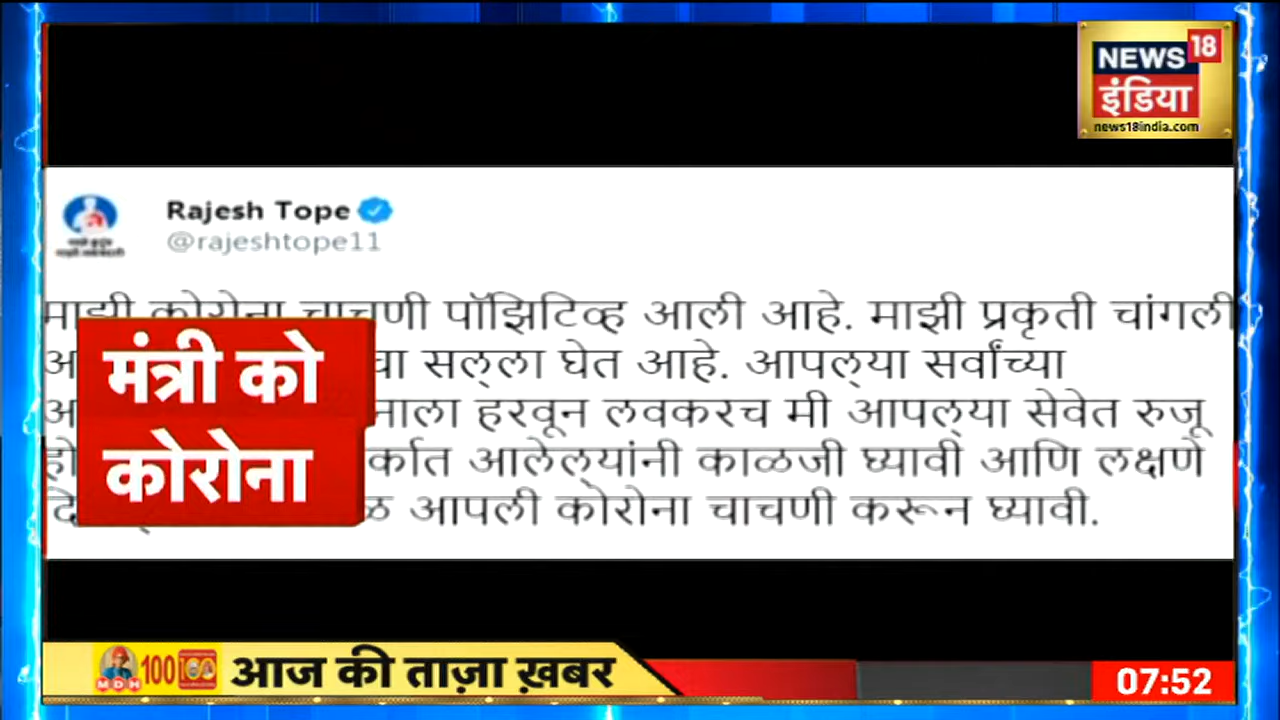 NEWS 18
इंडिया
news18india.com
Rajesh Tope
@rajeshtope11
माझी कोरोना चाचणी पॉझिटिव्ह आली आहे. माझी प्रकृती चांगली
चा सल्ला घेत आहे. आपल्या सर्वांच्या
नाला हरवून लवकरच मी आपल्या सेवेत रुजू
र्कात आलेल्यांनी काळजी घ्यावी आणि लक्षणे
ळ आपली कोरोना चाचणी करून घ्यावी.
मंत्री को
कोरोना
MDH 100 आज की ताज़ा ख़बर
07:52